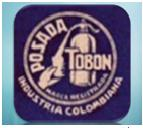 POSADA
TOBON
MARCA REGISTRADA
INDUSTRIA COLOMBIANA